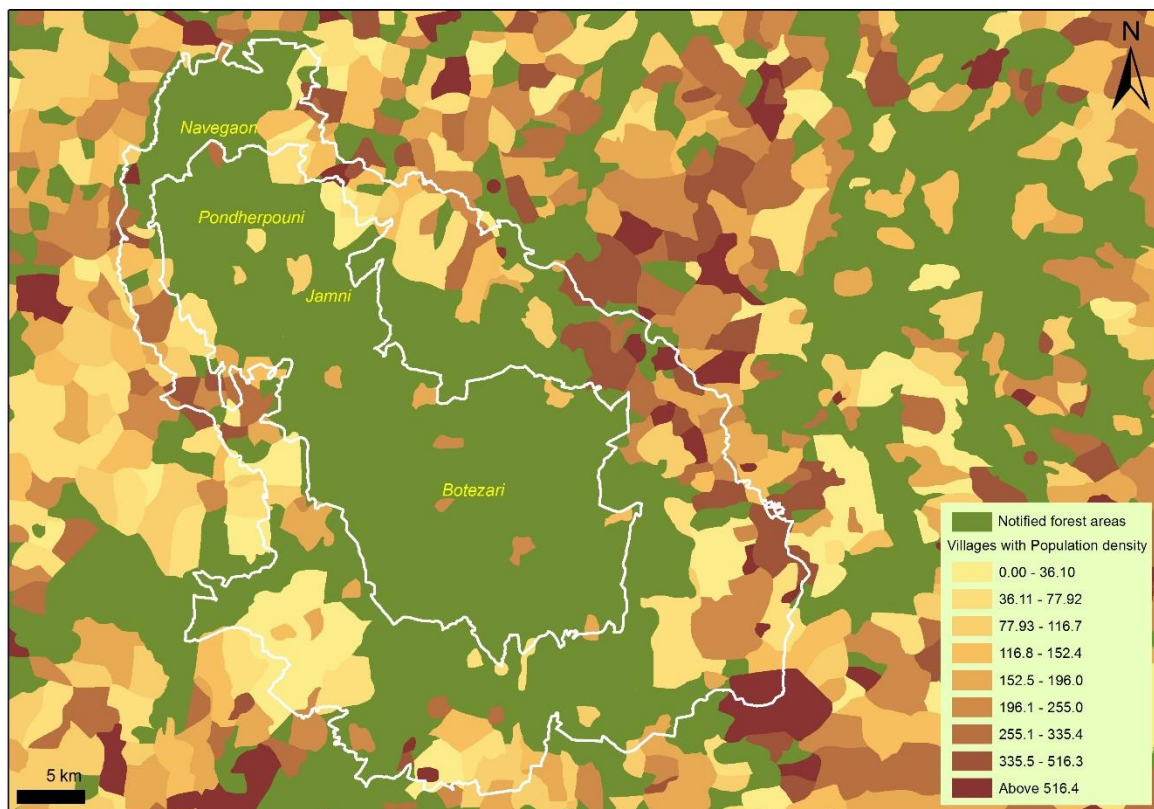 N
Navegaon
Pondherpouni
Jamni
Botezari
Notified forest areas
Villages with Population density
0.00 - 36.10
36.11 - 77.92
77.93 - 116.7
116.8 - 152.4
152.5 - 196.0
196.1 - 255.0
255.1 - 335.4
335.5 - 516.3
Above 516.4
5 km